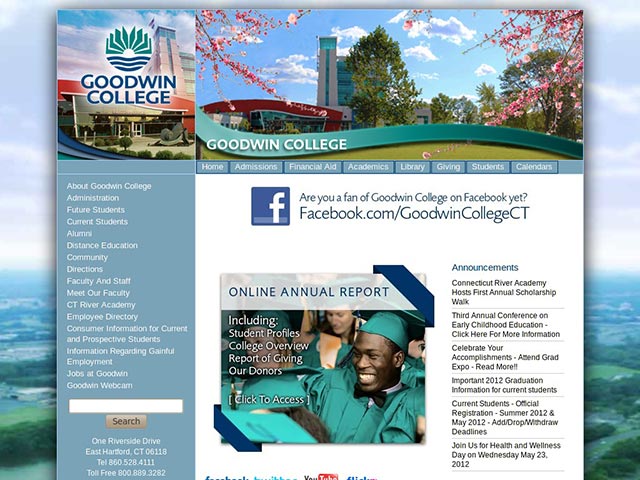 GOODWIN
COLLEGE
GOODWIN COLLEGE
Home Admissions Financial Aid Academics Library Giving Students Calendars
About Goodwin College
Administration
Future Students
Current Students
Alumni
Distance Education
Community
Directions
Faculty And Staff
Meet Our Faculty
CT River Academy
Employee Directory
Consumer Information for Current
and Prospective Students
Information Regarding Gainful
Employment
Jobs at Goodwin
Goodwin Webcam
Search
One Riverside Drive
East Hartford, CT 06118
Tel 860.528.4111
Toll Free 800.889.3282
Are you a fan of Goodwin College on Facebook yet?
Facebook.com/GoodwinCollegeCT
ONLINE ANNUAL REPORT
Including:
Student Profiles
College Overview
Report of Giving
Our Donors
[ Click To Access ]
facebook twitter YouTube flickr
Announcements
Connecticut River Academy
Hosts First Annual Scholarship
Walk
Third Annual Conference on
Early Childhood Education -
Click Here For More Information
Celebrate Your
Accomplishments - Attend Grad
Expo - Read More!!
Important 2012 Graduation
Information for current students
Current Students - Official
Registration - Summer 2012 &
May 2012 - Add/Drop/Withdraw
Deadlines
Join Us for Health and Wellness
Day on Wednesday May 23,
2012